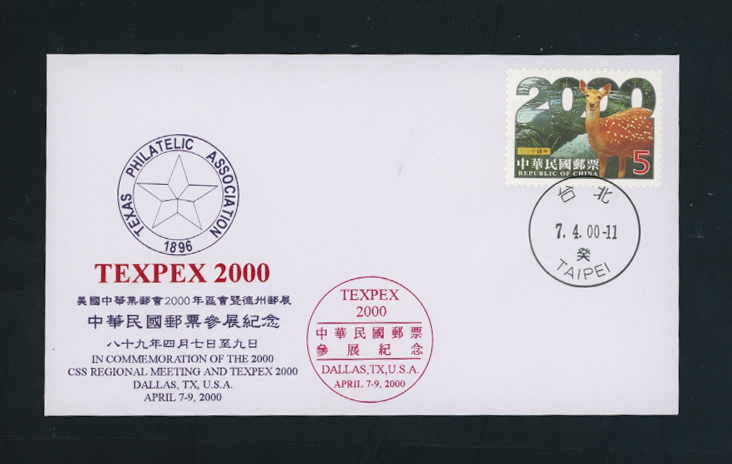 TEXAS PHILATELIC ASSOCIATION
1896
TEXPEX 2000
美國中華集郵會2000年區會暨德州郵展
中華民國郵票參展紀念
八十九年四月七日至九日
IN COMMEMORATION OF THE 2000
CSS REGIONAL MEETING AND TEXPEX 2000
DALLAS, TX, U.S.A.
APRIL 7-9, 2000
TEXPEX
2000
中華民國郵票
參展紀念
DALLAS,TX,U.S.A.
APRIL 7-9, 2000
2000
中華民國郵票
REPUBLIC OF CHINA
5
台北
7.4.00-11
癸
TAIPEI